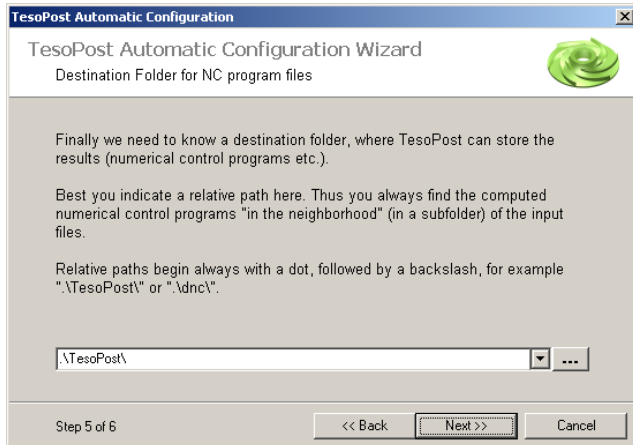 TesoPost Automatic Configuration
TesoPost Automatic Configuration Wizard
Destination Folder for NC program files
Finally we need to know a destination folder, where TesoPost can store the
results (numerical control programs etc.).
Best you indicate a relative path here. Thus you always find the computed
numerical control programs "in the neighborhood" (in a subfolder) of the input
files.
Relative paths begin always with a dot, followed by a backslash, for example
".\TesoPost\" or ".\dnc\".
.\TesoPost\
...
Step 5 of 6
<< Back
Next >>
Cancel